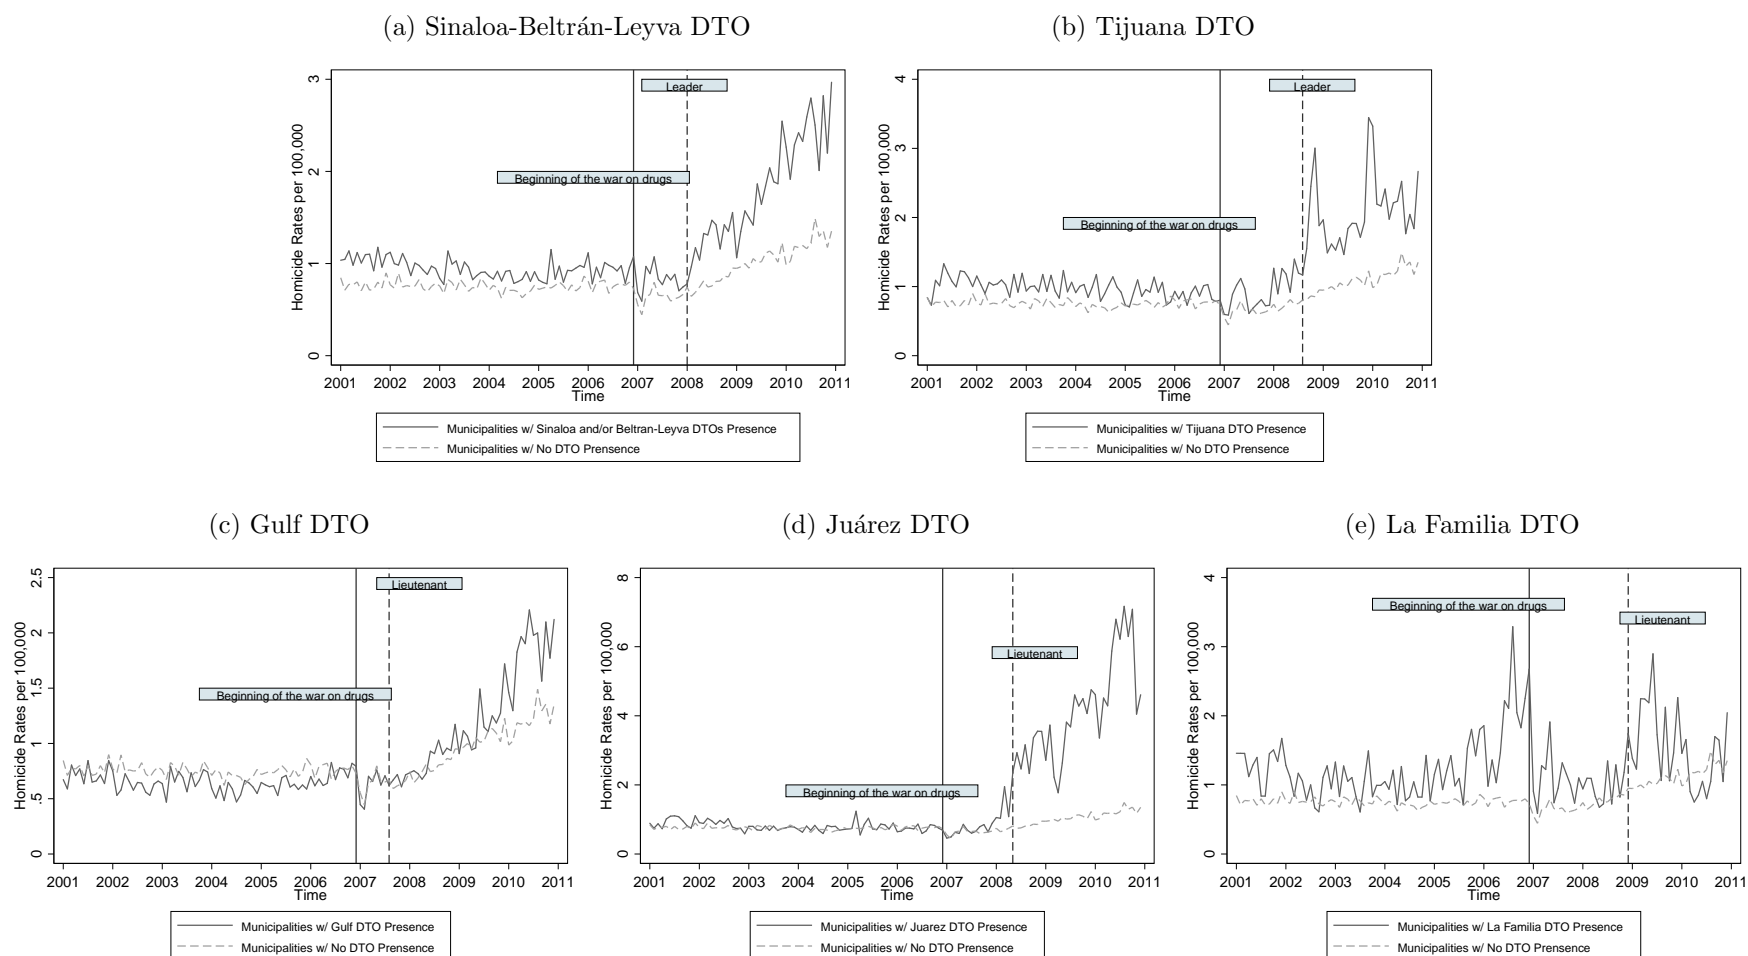 (a) Sinaloa-Beltrán-Leyva DTO
Homicide Rates per 100,000
3
2
1
0
Leader
Beginning of the war on drugs
2001 2002 2003 2004 2005 2006 2007 2008 2009 2010 2011
Time
Municipalities w/ Sinaloa and/or Beltran-Leyva DTOs Presence
Municipalities w/ No DTO Prensence
(b) Tijuana DTO
Homicide Rates per 100,000
4
3
2
1
0
Leader
Beginning of the war on drugs
2001 2002 2003 2004 2005 2006 2007 2008 2009 2010 2011
Time
Municipalities w/ Tijuana DTO Presence
Municipalities w/ No DTO Prensence
(c) Gulf DTO
Homicide Rates per 100,000
2.5
2
1.5
1
.5
0
Lieutenant
Beginning of the war on drugs
2001 2002 2003 2004 2005 2006 2007 2008 2009 2010 2011
Time
Municipalities w/ Gulf DTO Presence
Municipalities w/ No DTO Prensence
(d) Juárez DTO
Homicide Rates per 100,000
8
6
4
2
0
Lieutenant
Beginning of the war on drugs
2001 2002 2003 2004 2005 2006 2007 2008 2009 2010 2011
Time
Municipalities w/ Juarez DTO Presence
Municipalities w/ No DTO Prensence
(e) La Familia DTO
Homicide Rates per 100,000
4
3
2
1
0
Beginning of the war on drugs
Lieutenant
2001 2002 2003 2004 2005 2006 2007 2008 2009 2010 2011
Time
Municipalities w/ La Familia DTO Presence
Municipalities w/ No DTO Prensence